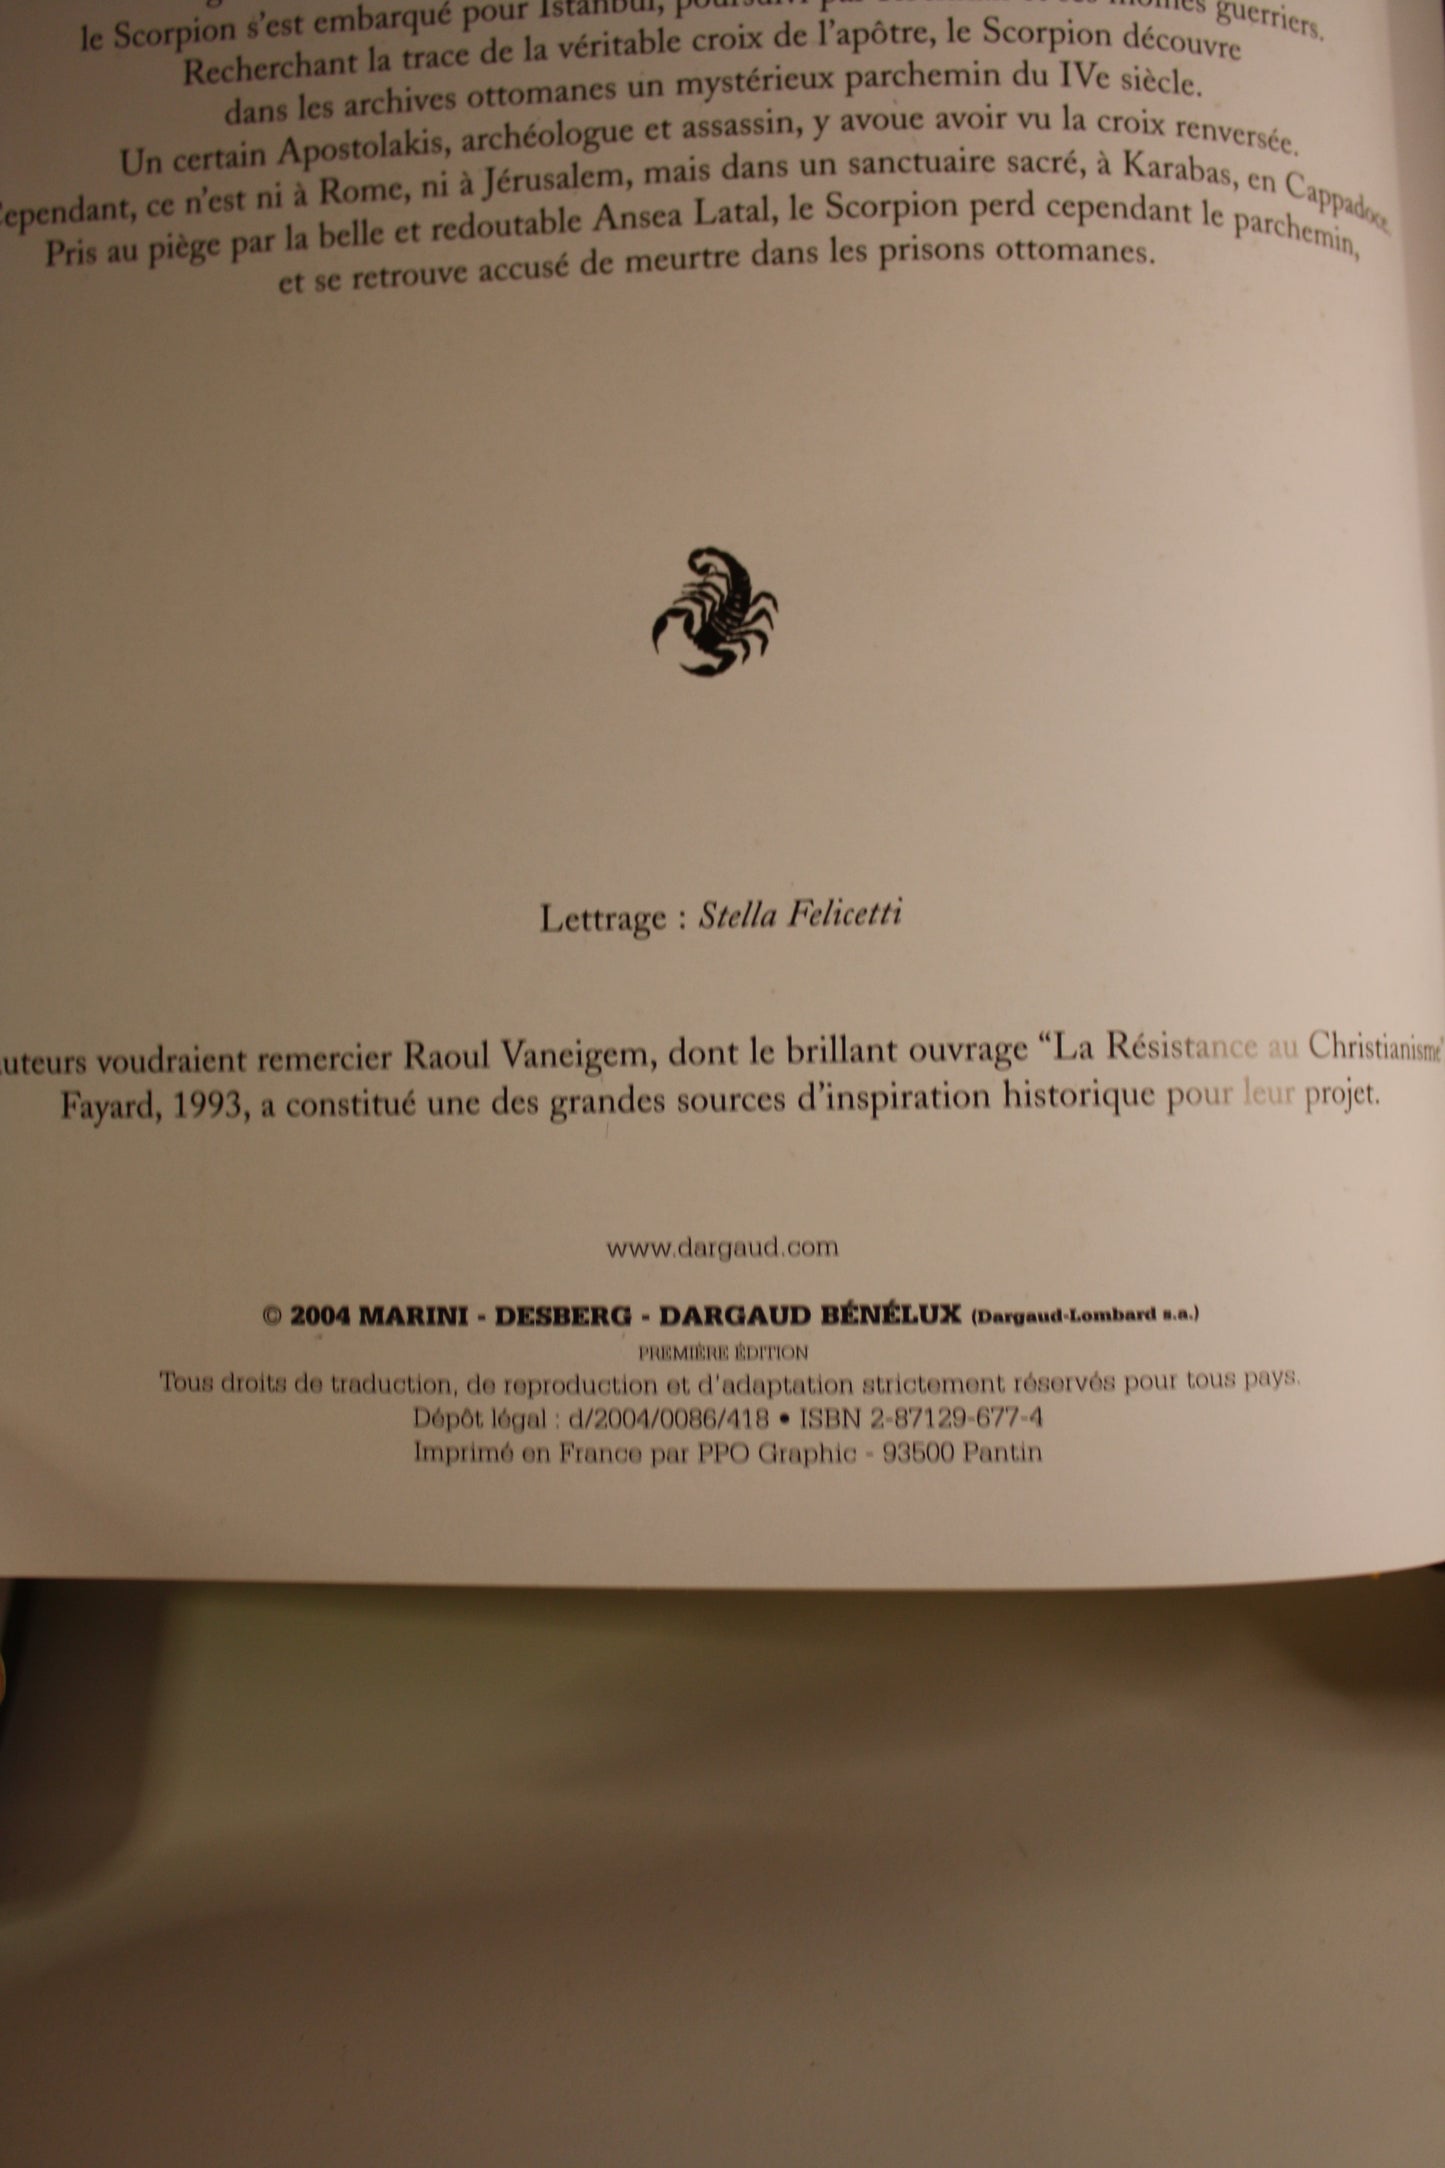 le Scorpion s'est embarqué pour Istanbul, poursuivi par et ses moines guerriers.
Recherchant la trace de la véritable croix de l'apôtre, le Scorpion découvre
dans les archives ottomanes un mystérieux parchemin du IVe siècle.
Un certain Apostolakis, archéologue et assassin, y avoue avoir vu la croix renversée.
Cependant, ce n'est ni à Rome, ni à Jérusalem, mais dans un sanctuaire sacré, à Karabas, en Cappadoce.
Pris au piège par la belle et redoutable Ansea Latal, le Scorpion perd cependant le parchemin,
et se retrouve accusé de meurtre dans les prisons ottomanes.
Lettrage : Stella Felicetti
uteurs voudraient remercier Raoul Vaneigem, dont le brillant ouvrage “La Résistance au Christianisme”
Fayard, 1993, a constitué une des grandes sources d'inspiration historique pour leur projet.
www.dargaud.com
© 2004 MARINI - DESBERG - DARGAUD BÉNÉLUX (Dargaud-Lombard s.a.)
PREMIÈRE ÉDITION
Tous droits de traduction, de reproduction et d'adaptation strictement réservés pour tous pays.
Dépôt légal : d/2004/0086/418 • ISBN 2-87129-677-4
Imprimé en France par PPO Graphic - 93500 Pantin